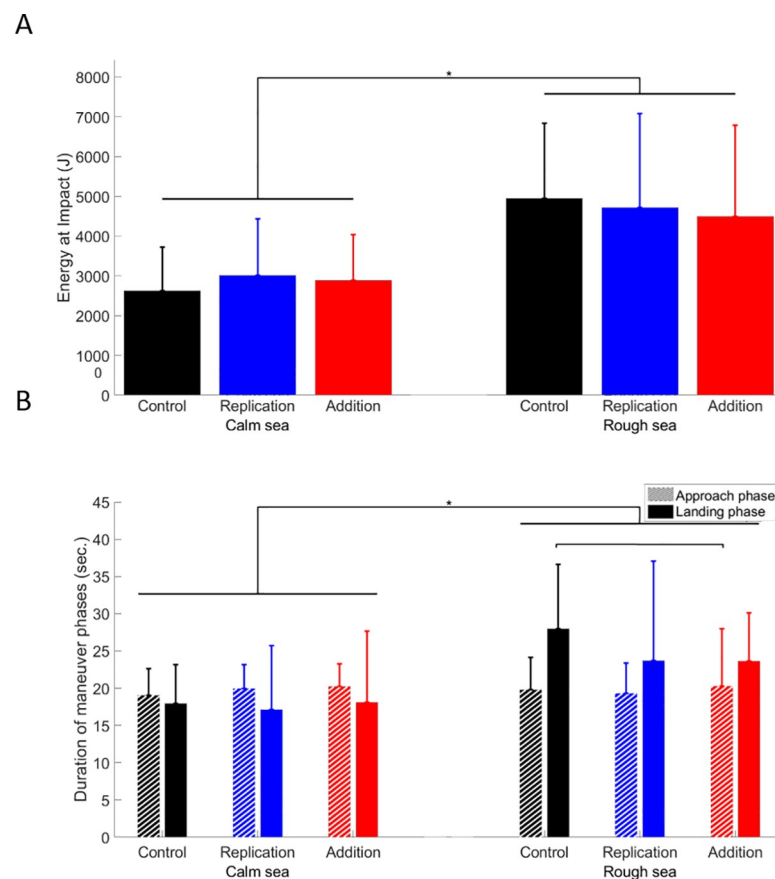 A
Energy at Impact (J)
8000
7000
6000
5000
4000
3000
2000
1000
0
0
*
Control Replication Addition Control Replication Addition
Calm sea Rough sea
B
Duration of maneuver phases (sec.)
45
40
35
30
25
20
15
10
5
0
*
Approach phase
Landing phase
Control Replication Addition Control Replication Addition
Calm sea Rough sea